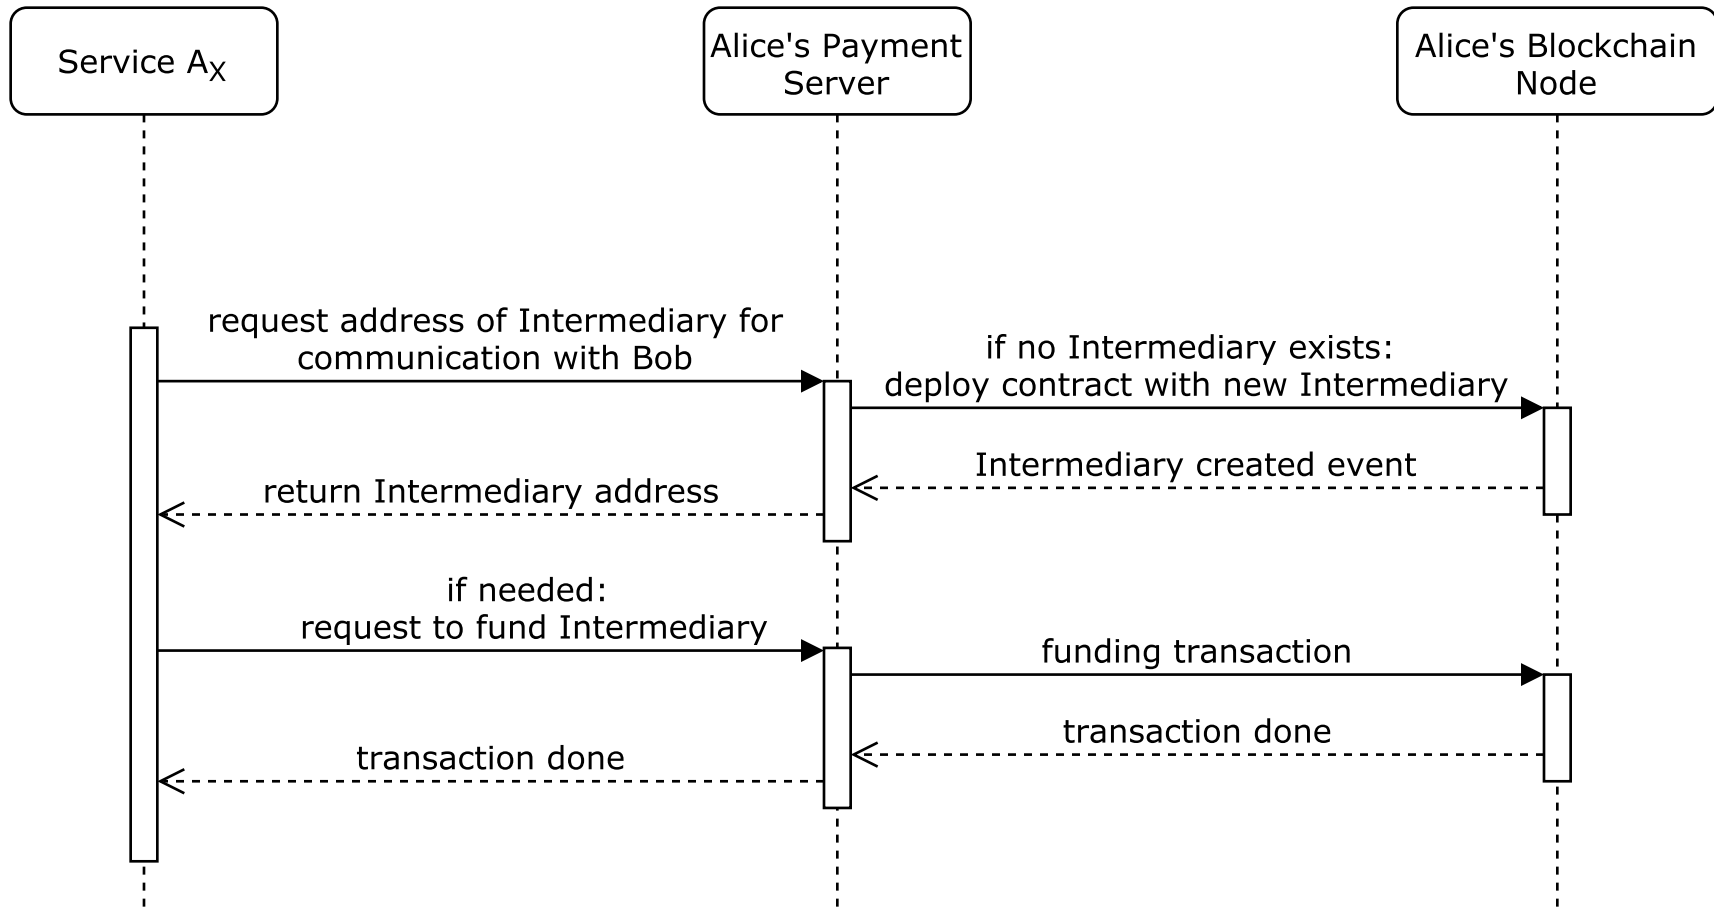 Service AX
Alice's Payment
Server
Alice's Blockchain
Node
request address of Intermediary for
communication with Bob
if no Intermediary exists:
deploy contract with new Intermediary
Intermediary created event
return Intermediary address
if needed:
request to fund Intermediary
funding transaction
transaction done
transaction done